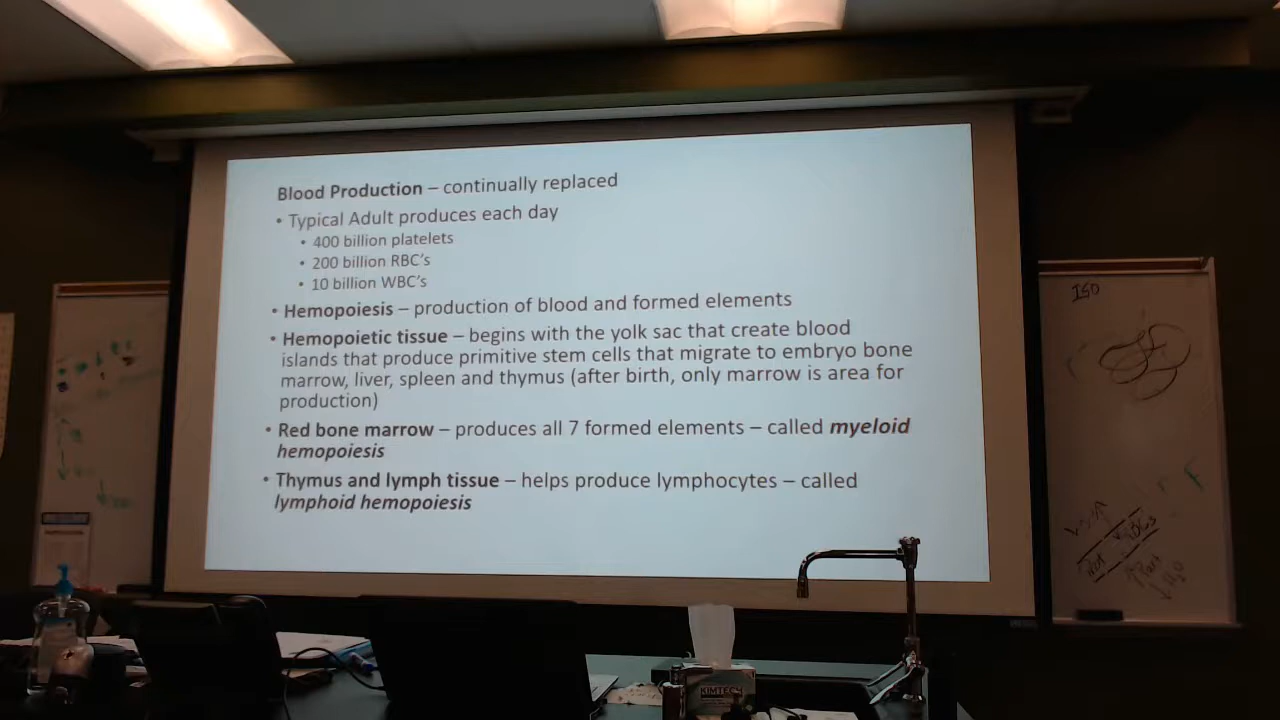 Blood Production – continually replaced
• Typical Adult produces each day
• 400 billion platelets
• 200 billion RBC's
• 10 billion WBC's
• Hemopoiesis – production of blood and formed elements
• Hemopoietic tissue – begins with the yolk sac that create blood
islands that produce primitive stem cells that migrate to embryo bone
marrow, liver, spleen and thymus (after birth, only marrow is area for
production)
• Red bone marrow – produces all 7 formed elements – called myeloid
hemopoiesis
• Thymus and lymph tissue – helps produce lymphocytes – called
lymphoid hemopoiesis
ISO
KIMTECH